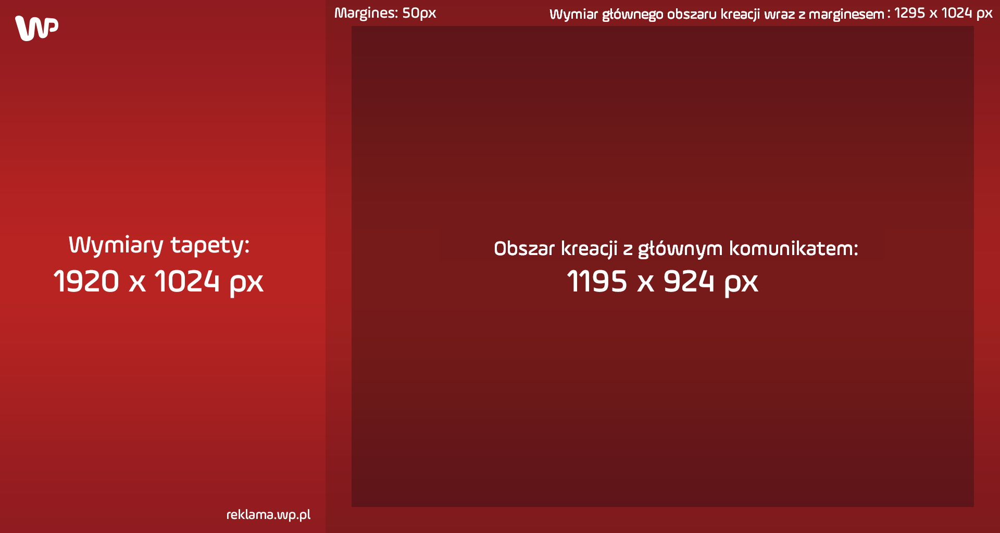 WP
Margines: 50px
Wymiar głównego obszaru kreacji wraz z marginesem : 1295 x 1024 px
Wymiary tapety:
1920 x 1024 px
Obszar kreacji z głównym komunikatem:
1195 x 924 px
reklama.wp.pl